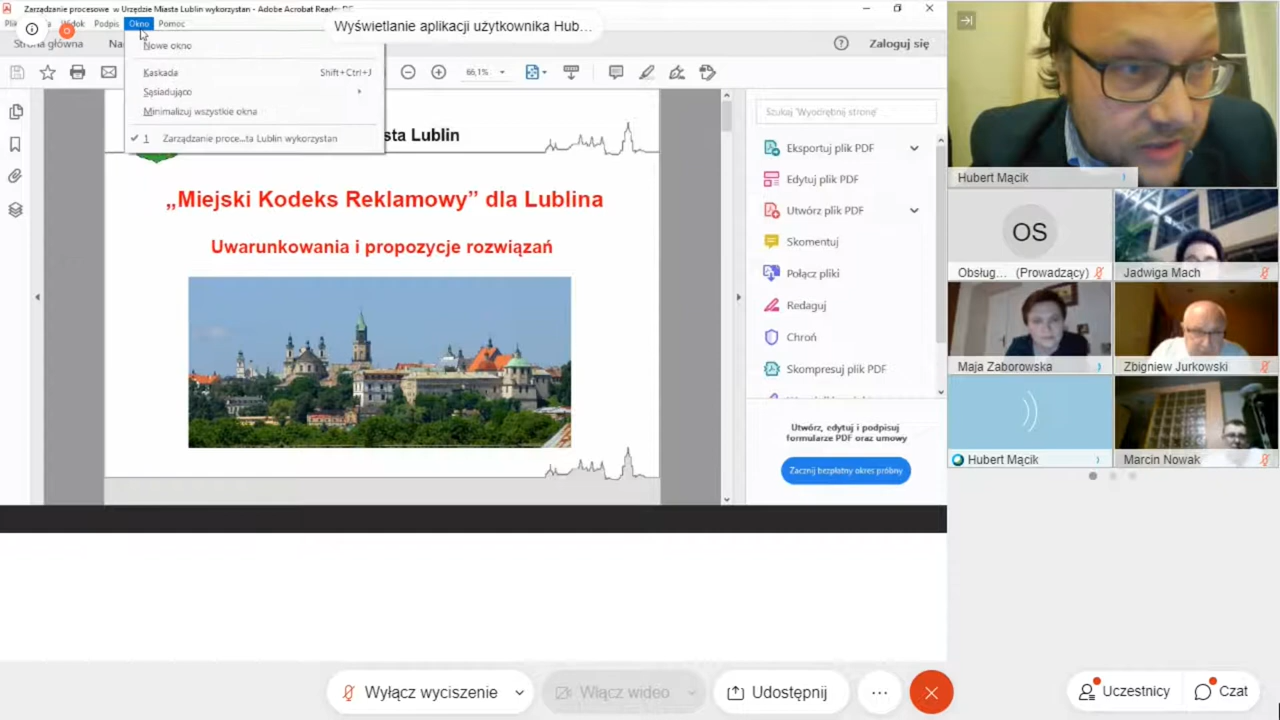 Zarządzanie procesowe w Urzędzie Miasta Lublin wykorzystan - Adobe Acrobat Reader
Widok Podpis Okno Pomoc
Wyświetlanie aplikacji użytkownika Hub...
Strona główna
Zaloguj się
66,1%
Nowe okno
Kaskada Shift+Ctrl+J
Sąsiadująco
Minimalizuj wszystkie okna
1 Zarządzanie proce...ta Lublin wykorzystan
sta Lublin
„Miejski Kodeks Reklamowy” dla Lublina
Uwarunkowania i propozycje rozwiązań
Szukaj 'Wyodrębnij stronę'
Eksportuj plik PDF
Edytuj plik PDF
Utwórz plik PDF
Skomentuj
Połącz pliki
Redaguj
Chroń
Skompresuj plik PDF
Utwórz, edytuj i podpisuj
formularze PDF oraz umowy
Zacznij bezpłatny okres próbny
Hubert Mącik
OS
Obsług... (Prowadzący)
Jadwiga Mach
Maja Zaborowska
Zbigniew Jurkowski
Hubert Mącik
Marcin Nowak
Wyłącz wyciszenie
Włącz wideo
Udostępnij
Uczestnicy
Czat